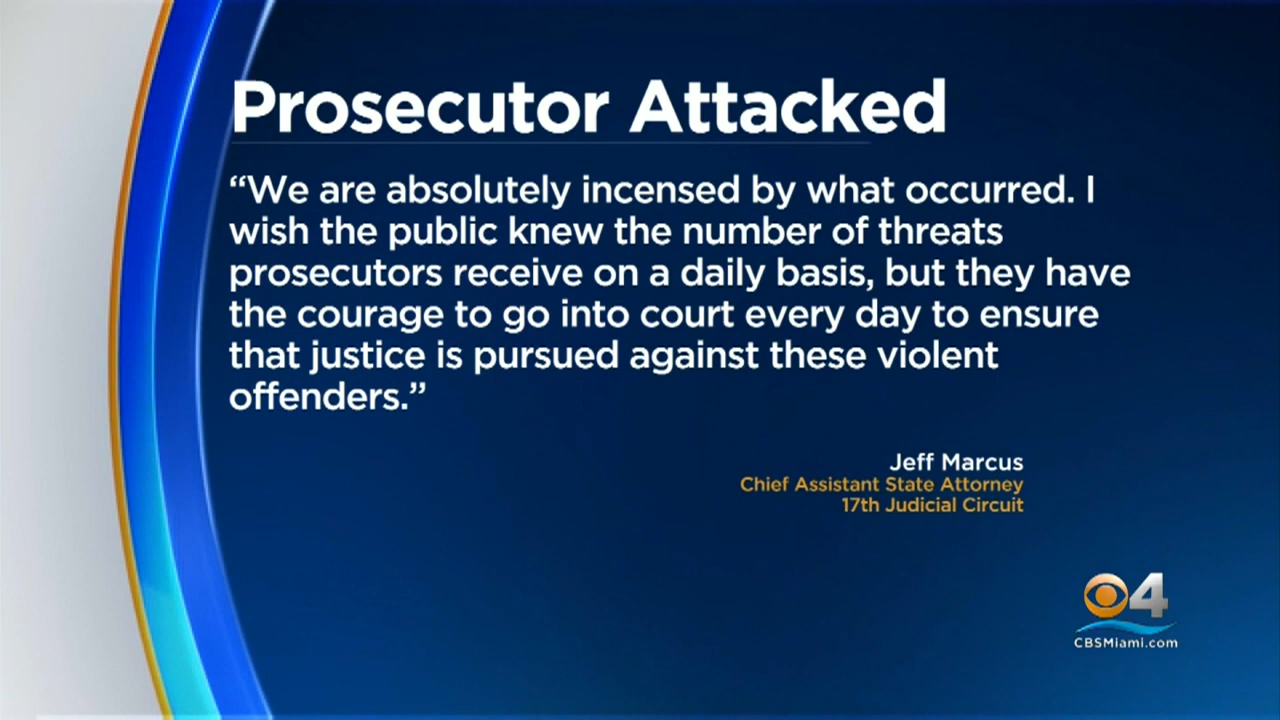 Prosecutor Attacked
“We are absolutely incensed by what occurred. I
wish the public knew the number of threats
prosecutors receive on a daily basis, but they have
the courage to go into court every day to ensure
that justice is pursued against these violent
offenders.”
Jeff Marcus
Chief Assistant State Attorney
17th Judicial Circuit
4
CBSMiami.com